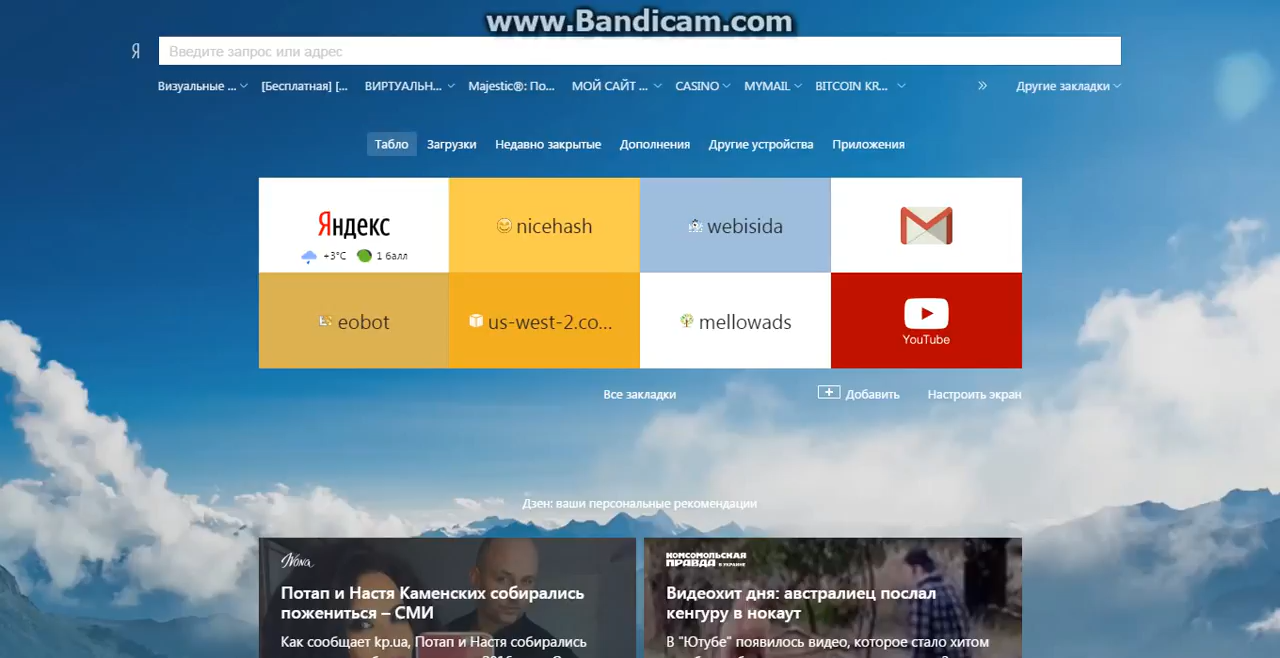 www.Bandicam.com
Я Введите запрос или адрес
Визуальные ... [Бесплатная] [... ВИРТУАЛЬН... Majestic®: По... МОЙ САЙТ ... CASINO MYMAIL BITCOIN KR... » Другие закладки
Табло Загрузки Недавно закрытые Дополнения Другие устройства Приложения
Яндекс
+3°C 1 балл
nicehash
webisida
eobot
us-west-2.co...
mellowads
YouTube
Все закладки Добавить Настроить экран
Дзен: ваши персональные рекомендации
Ivona
Потап и Настя Каменских собирались
пожениться – СМИ
Как сообщает kp.ua, Потап и Настя собирались
КОМСОМОЛЬСКАЯ
ПРАВДА В УКРАИНЕ
Видеохит дня: австралиец послал
кенгуру в нокаут
В "Ютубе" появилось видео, которое стало хитом